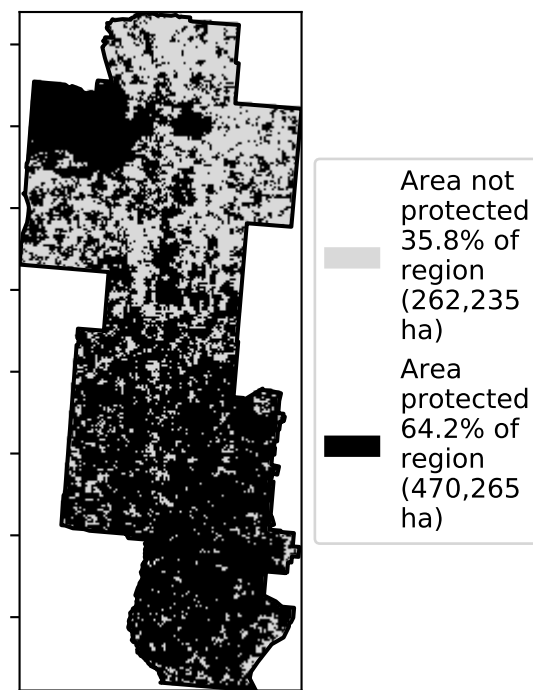 Area not
protected
35.8% of
region
(262,235
ha)
Area
protected
64.2% of
region
(470,265
ha)